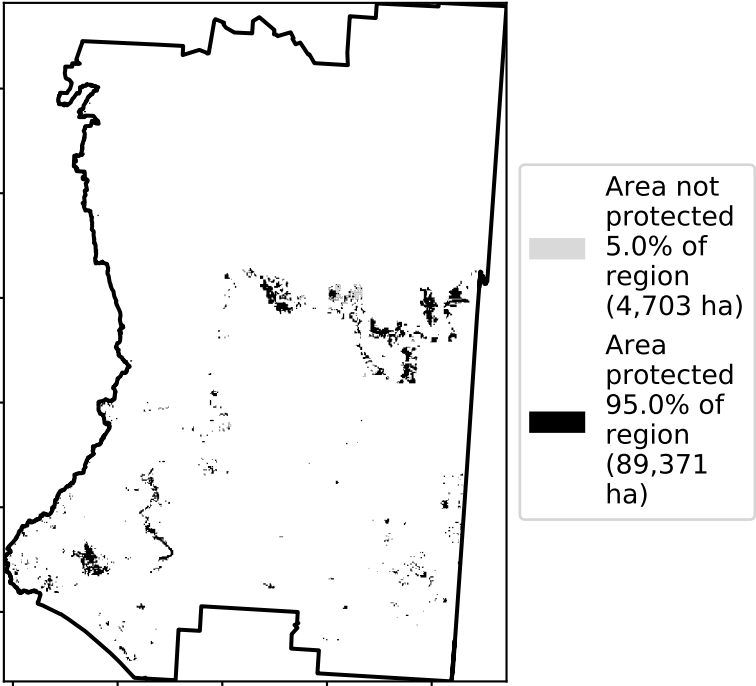 Area not
protected
5.0% of
region
(4,703 ha)
Area
protected
95.0% of
region
(89,371
ha)